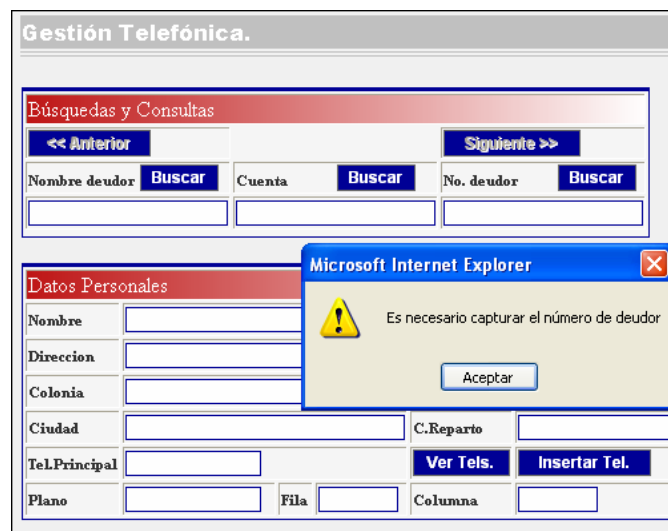 Gestión Telefónica.
Búsquedas y Consultas
<< Anterior Siguiente >>
Nombre deudor Buscar Cuenta Buscar No. deudor Buscar
Microsoft Internet Explorer
Es necesario capturar el número de deudor
Aceptar
Datos Personales
Nombre
Direccion
Colonia
Ciudad C.Reparto
Tel.Principal Ver Tels. Insertar Tel.
Plano Fila Columna